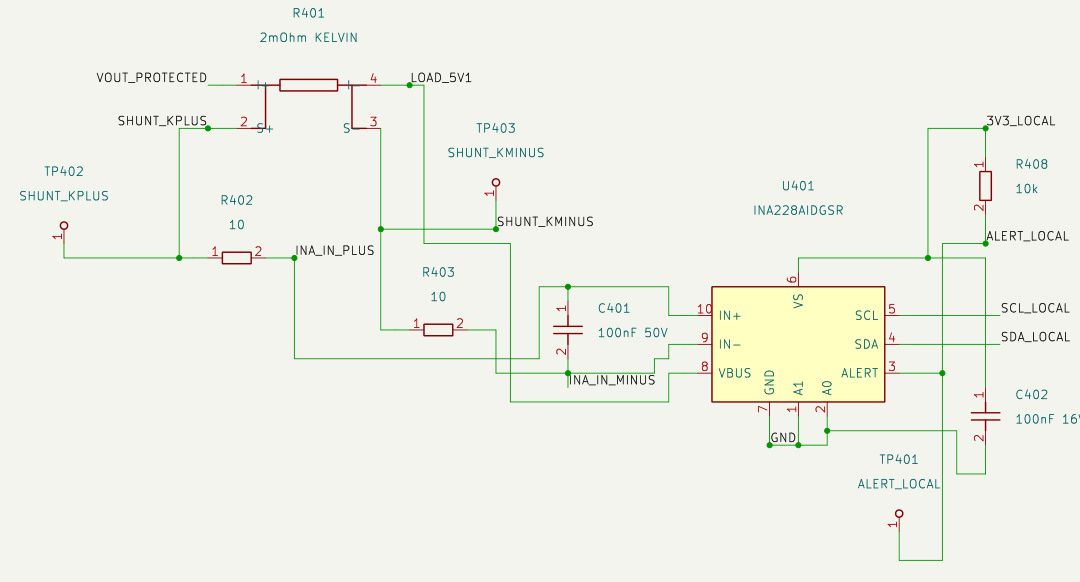 R401
2mOhm KELVIN
VOUT_PROTECTED
1
4
LOAD_5V1
SHUNT_KPLUS
2
S+
S-
3
TP403
SHUNT_KMINUS
1
SHUNT_KMINUS
TP402
SHUNT_KPLUS
1
R402
10
1
2
INA_IN_PLUS
R403
10
1
2
C401
100nF 50V
1
2
INA_IN_MINUS
U401
INA228AIDGSR
6
VS
10
IN+
9
IN-
8
VBUS
GND
A1
A0
7
1
2
GND
SCL
5
SCL_LOCAL
SDA
4
SDA_LOCAL
ALERT
3
3V3_LOCAL
1
R408
10k
2
ALERT_LOCAL
C402
100nF 16V
1
2
TP401
ALERT_LOCAL
1